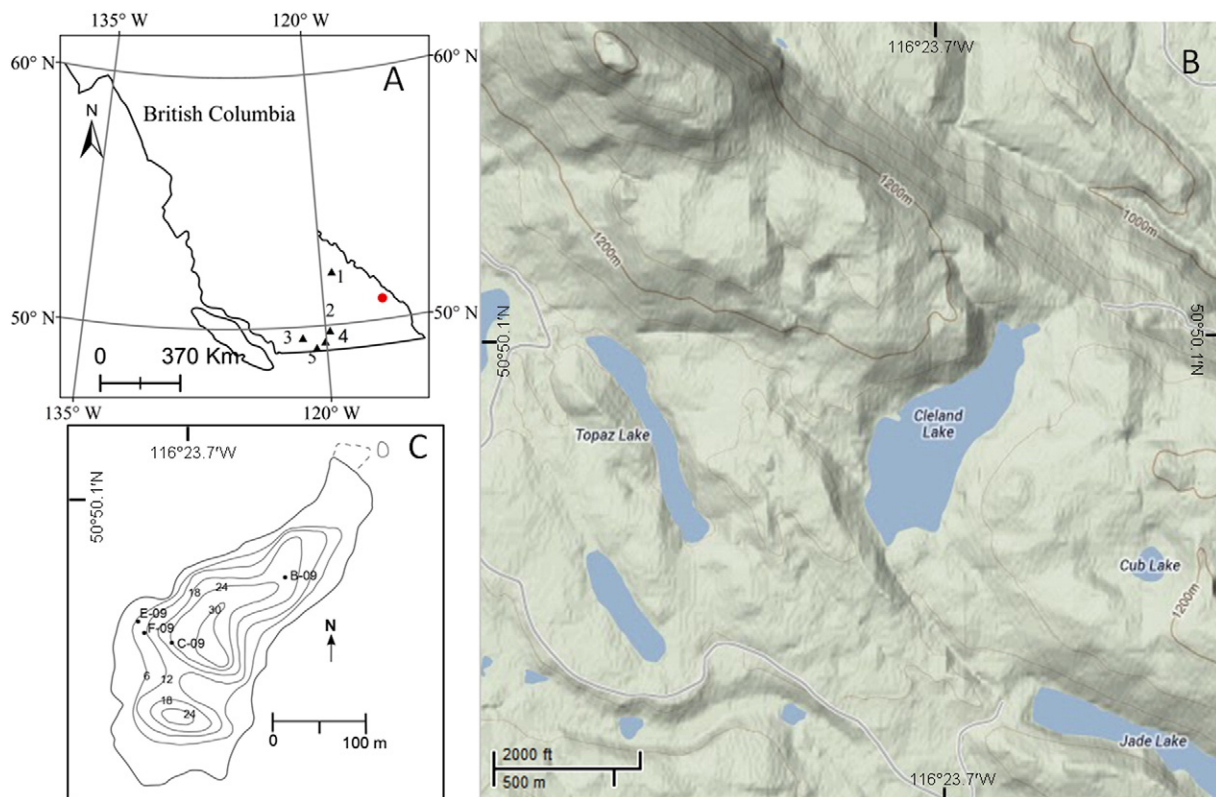 135° W
120° W
60° N
60° N
A
N
British Columbia
1
2
3
4
5
50° N
50° N
0
370 Km
135° W
120° W
116°23.7'W
B
1200m
1000m
1200m
50°50.1'N
50°50.1'N
Topaz Lake
Cleland
Lake
Cub Lake
1200m
Jade Lake
2000 ft
500 m
116°23.7'W
C
116°23.7'W
50°50.1'N
B-09
18
24
30
E-09
F-09
C-09
N
6
12
18
24
0
100 m